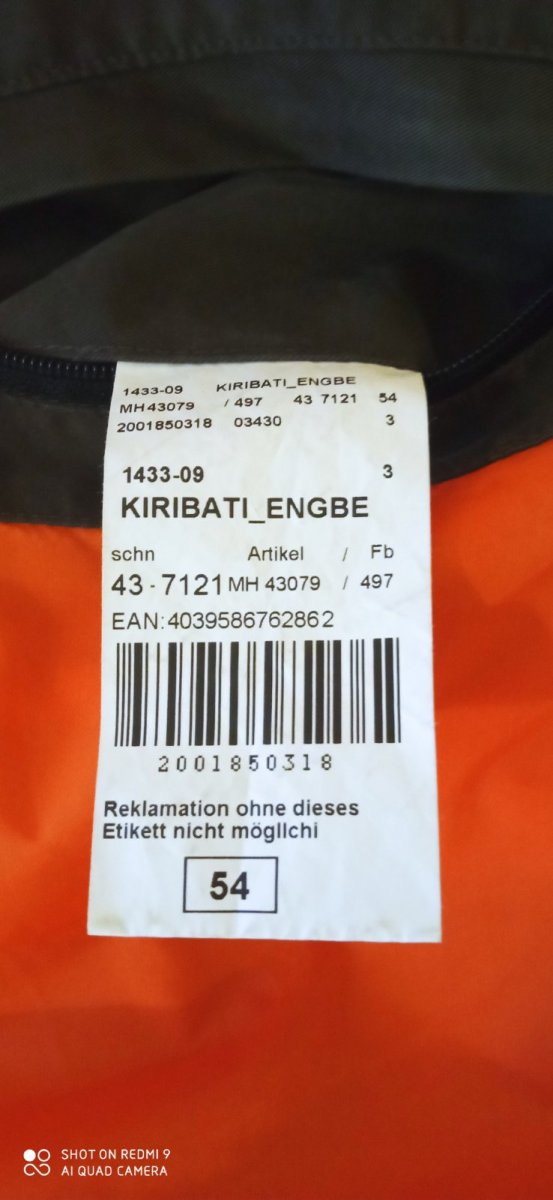 1433-09 KIRIBATI_ENGBE
MH43079 / 497 43 7121 54
2001850318 03430 3
1433-09 3
KIRIBATI_ENGBE
schn Artikel / Fb
43 - 7121 MH 43079 / 497
EAN:4039586762862
2001850318
Reklamation ohne dieses
Etikett nicht mögllchi
54
SHOT ON REDMI 9
AI QUAD CAMERA